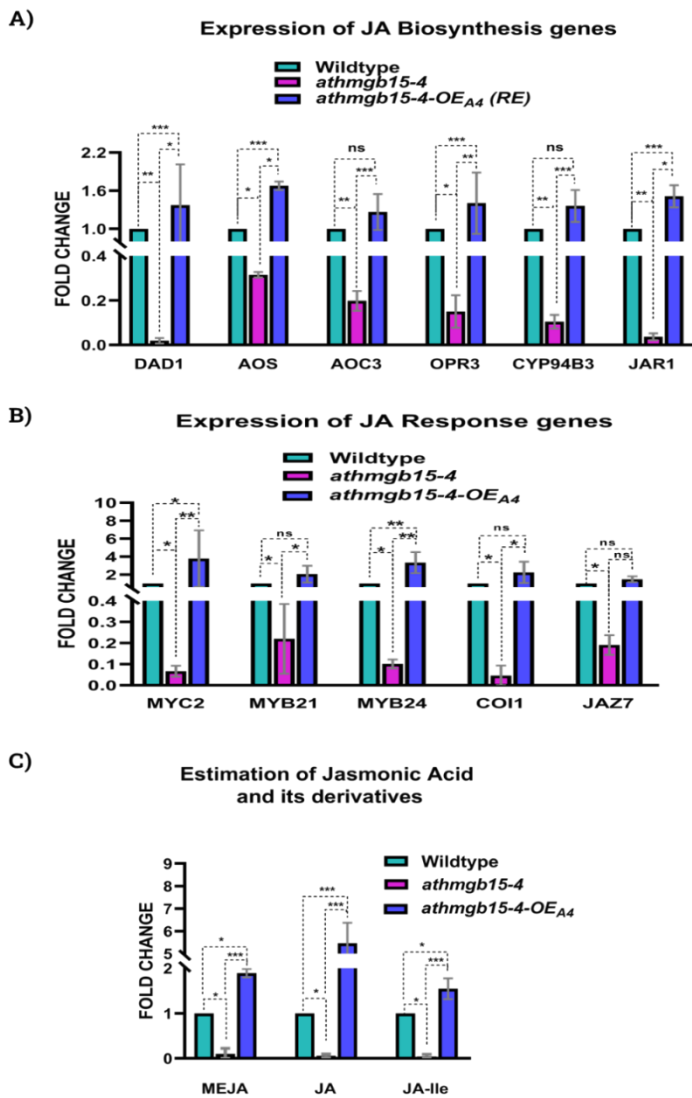 A)
Expression of JA Biosynthesis genes
Wildtype
athmgb15-4
athmgb15-4-OEA4 (RE)
FOLD CHANGE
2.2
1.6
1.0
0.4
0.2
0.0
*** ** *
*** * *
ns ** ***
*** * **
ns ** ***
*** ** *
DAD1 AOS AOC3 OPR3 CYP94B3 JAR1
B)
Expression of JA Response genes
Wildtype
athmgb15-4
athmgb15-4-OEA4
FOLD CHANGE
10
8
6
4
2
0.4
0.3
0.2
0.1
0.0
* * **
ns * *
** * **
ns * *
ns * ns
MYC2 MYB21 MYB24 COI1 JAZ7
C)
Estimation of Jasmonic Acid
and its derivatives
Wildtype
athmgb15-4
athmgb15-4-OEA4
FOLD CHANGE
9
8
7
6
5
2
1
0
* * ***
*** * ***
* * ***
MEJA JA JA-Ile